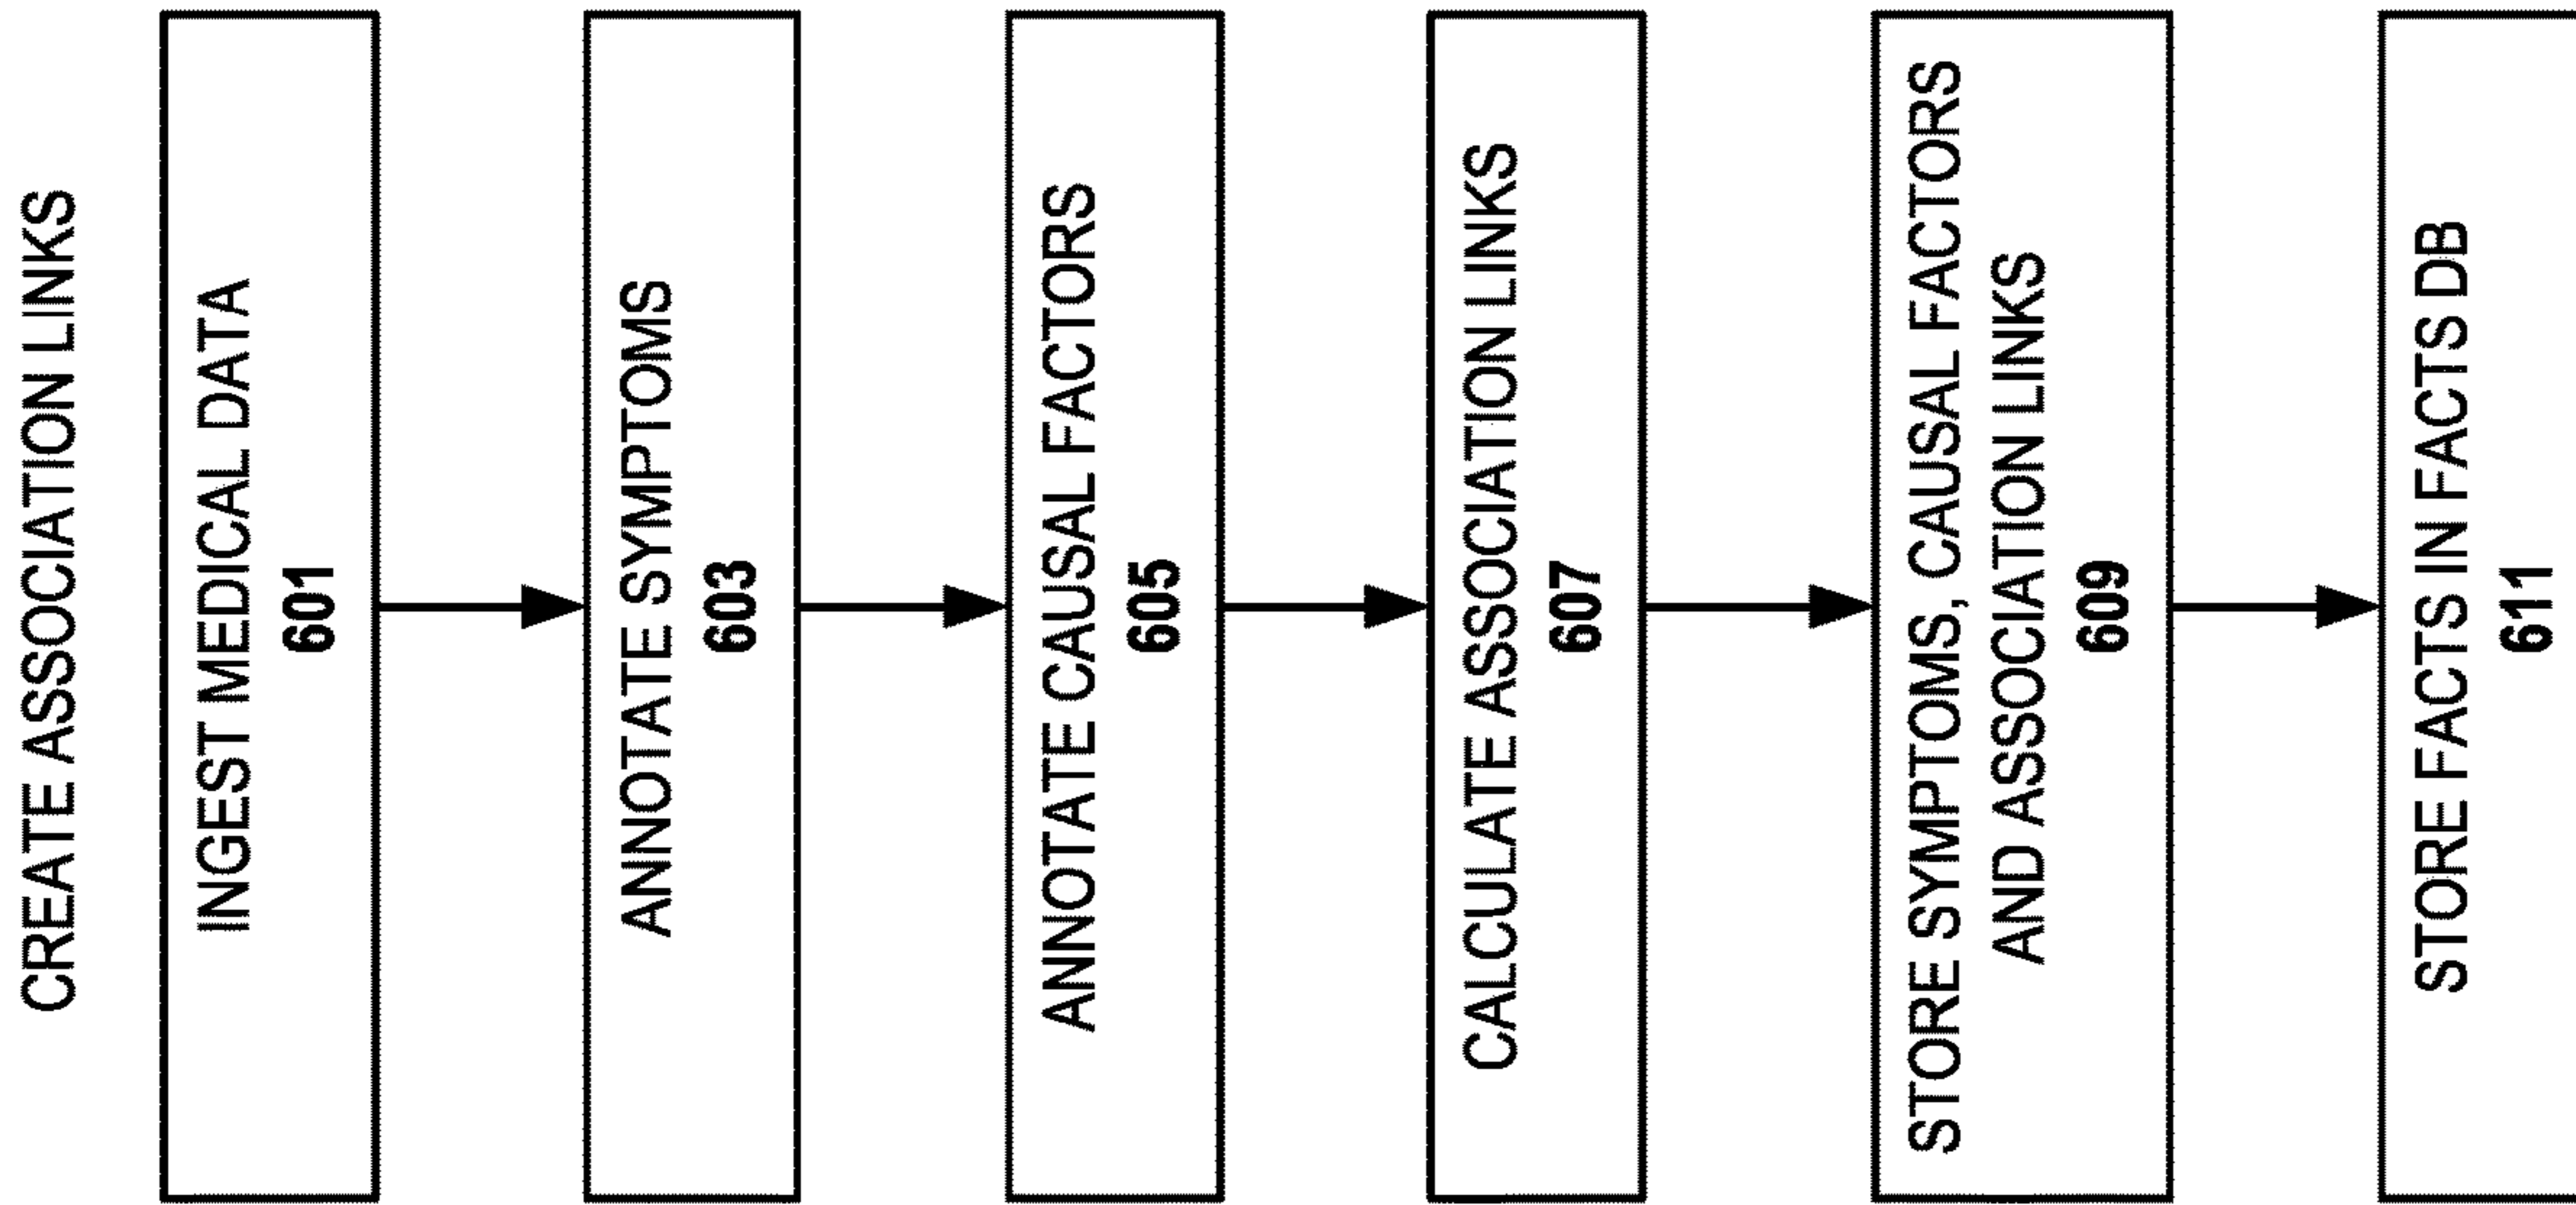 CREATE ASSOCIATION LINKS
INGEST MEDICAL DATA
601
ANNOTATE SYMPTOMS
603
ANNOTATE CAUSAL FACTORS
605
CALCULATE ASSOCIATION LINKS
607
STORE SYMPTOMS, CAUSAL FACTORS
AND ASSOCIATION LINKS
609
STORE FACTS IN FACTS DB
611